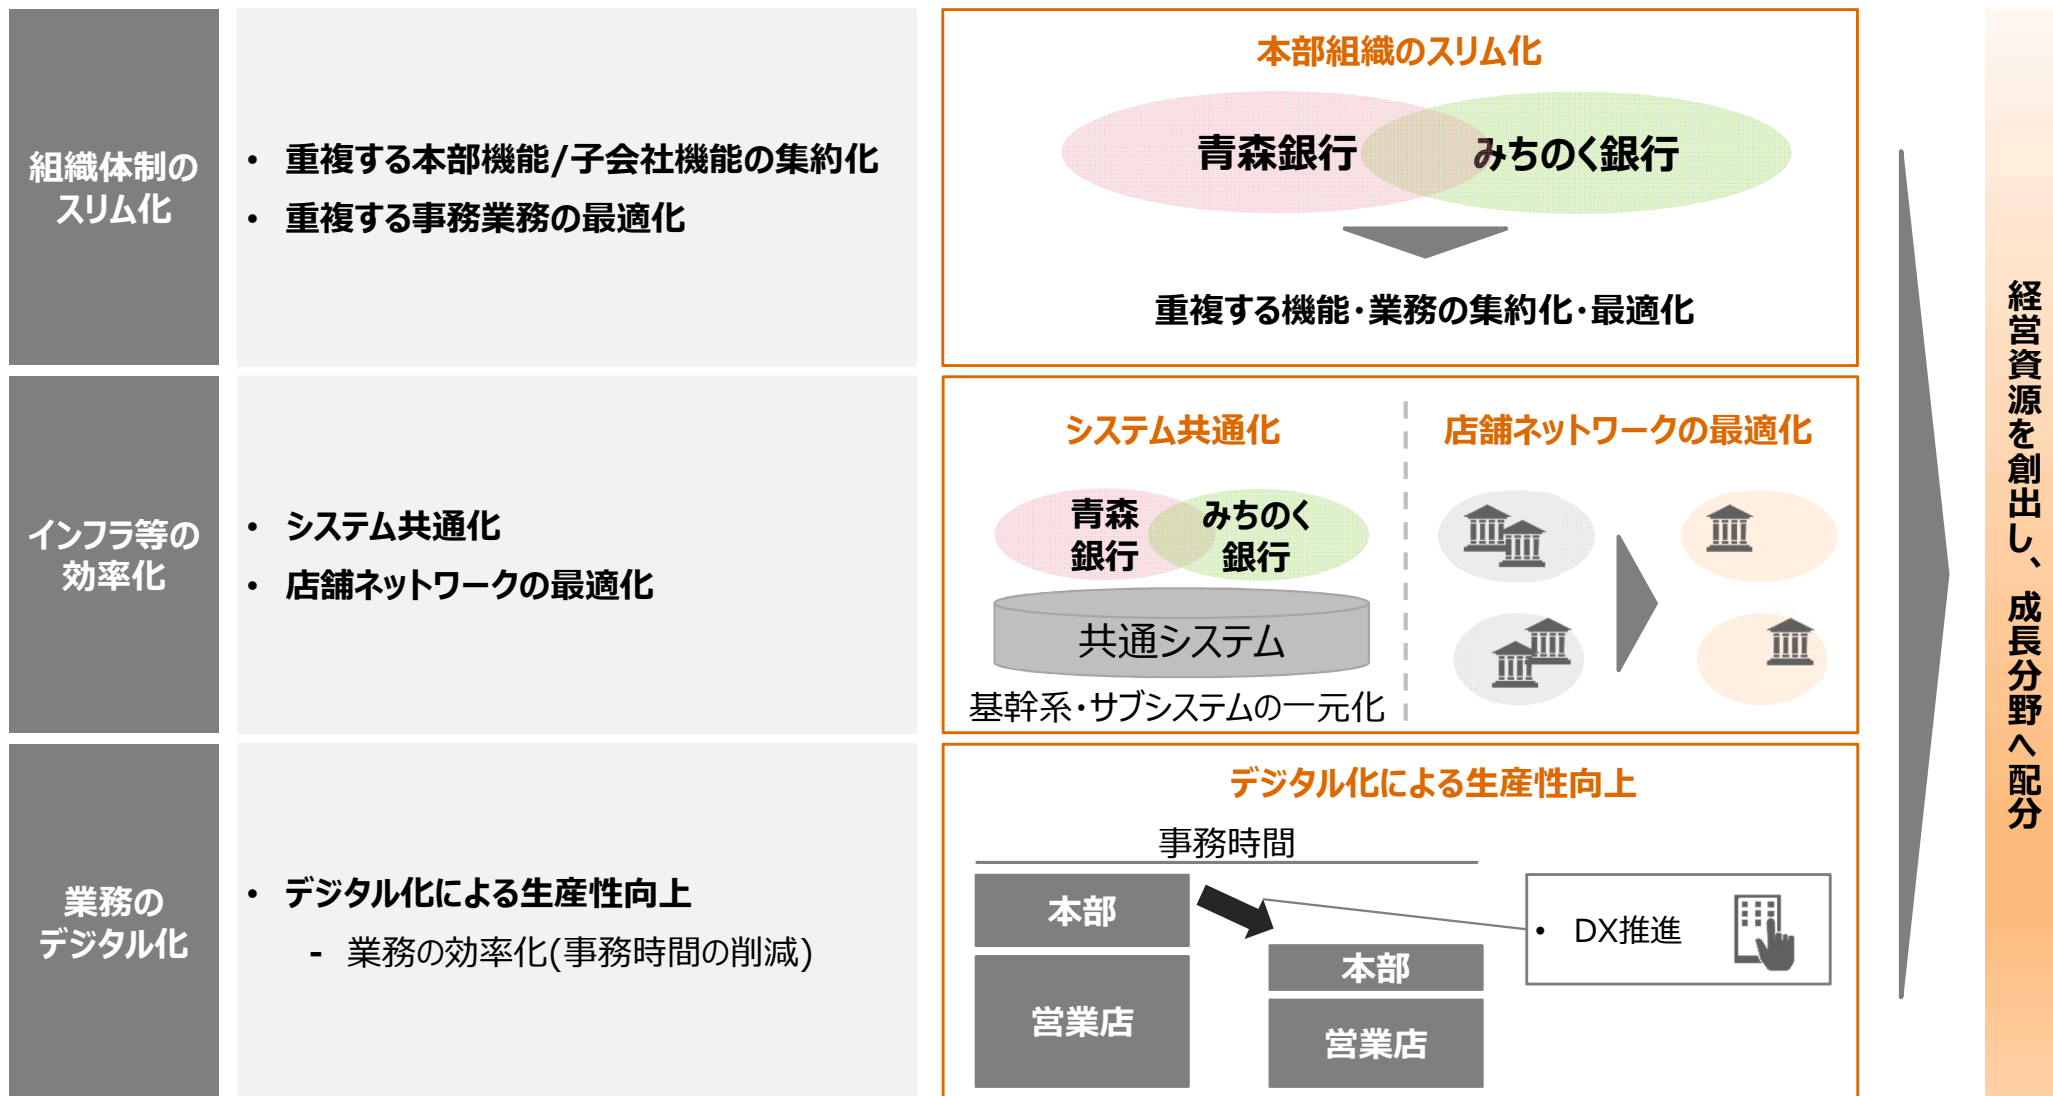 組織体制の
スリム化
• 重複する本部機能/子会社機能の集約化
• 重複する事務業務の最適化
本部組織のスリム化
青森銀行
みちのく銀行
重複する機能・業務の集約化・最適化
インフラ等の
効率化
• システム共通化
• 店舗ネットワークの最適化
システム共通化
青森
銀行
みちのく
銀行
共通システム
基幹系・サブシステムの一元化
店舗ネットワークの最適化
業務の
デジタル化
• デジタル化による生産性向上
- 業務の効率化(事務時間の削減)
デジタル化による生産性向上
事務時間
本部
営業店
本部
営業店
• DX推進
経営資源を創出し、成長分野へ配分